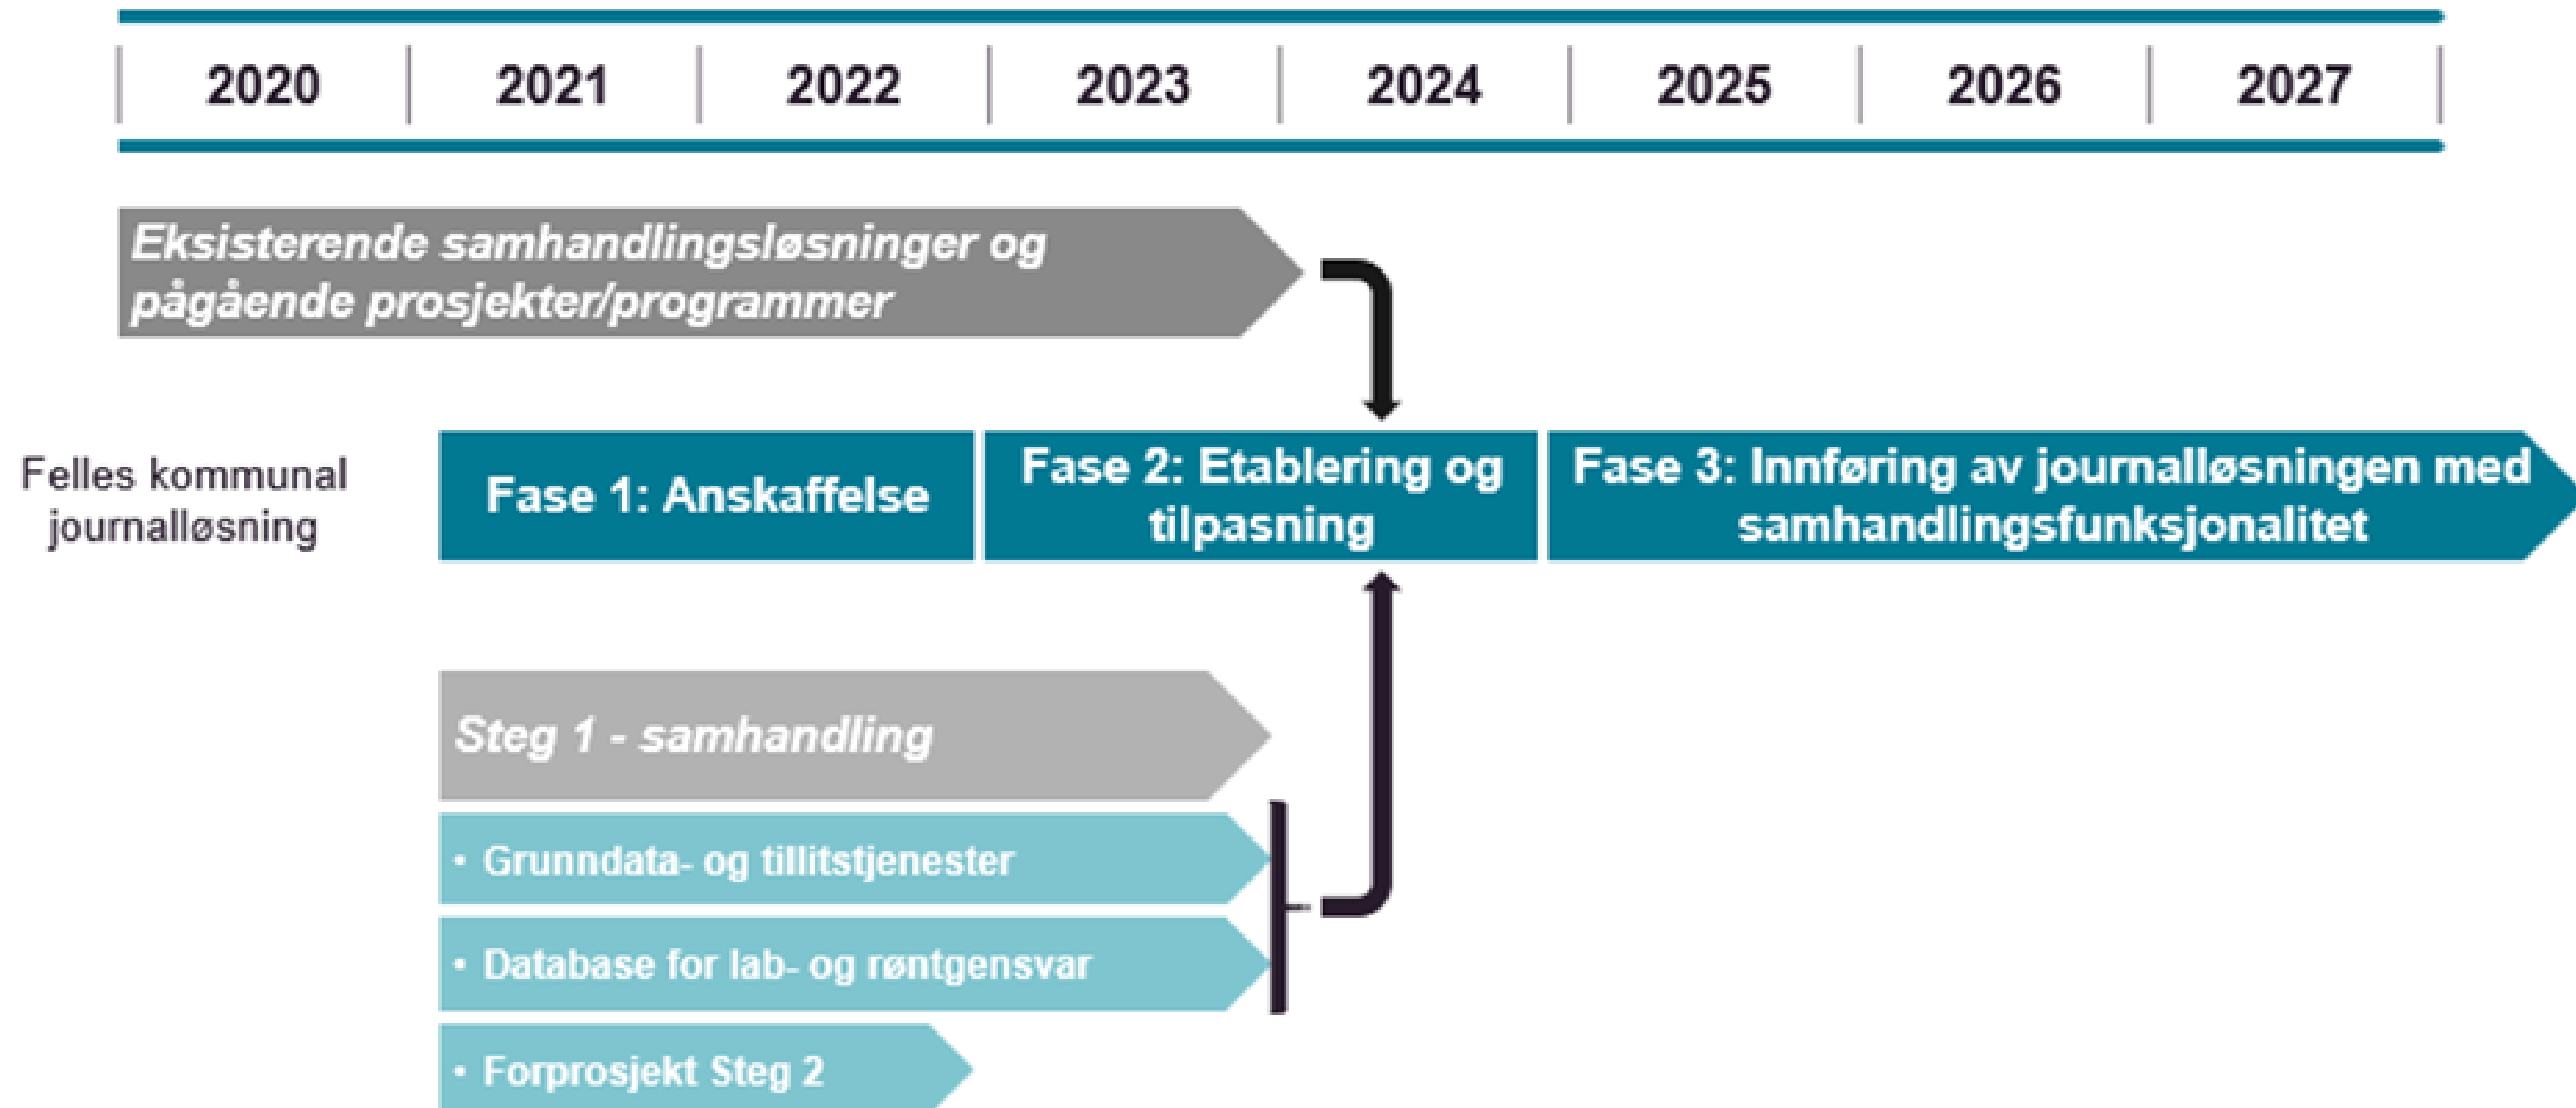 2020 2021 2022 2023 2024 2025 2026 2027
Eksisterende samhandlingsløsninger og
pågående prosjekter/programmer
Felles kommunal
journalløsning
Fase 1: Anskaffelse
Fase 2: Etablering og
tilpasning
Fase 3: Innføring av journalløsningen med
samhandlingsfunksjonalitet
Steg 1 - samhandling
• Grunndata- og tillitstjenester
• Database for lab- og røntgensvar
• Forprosjekt Steg 2